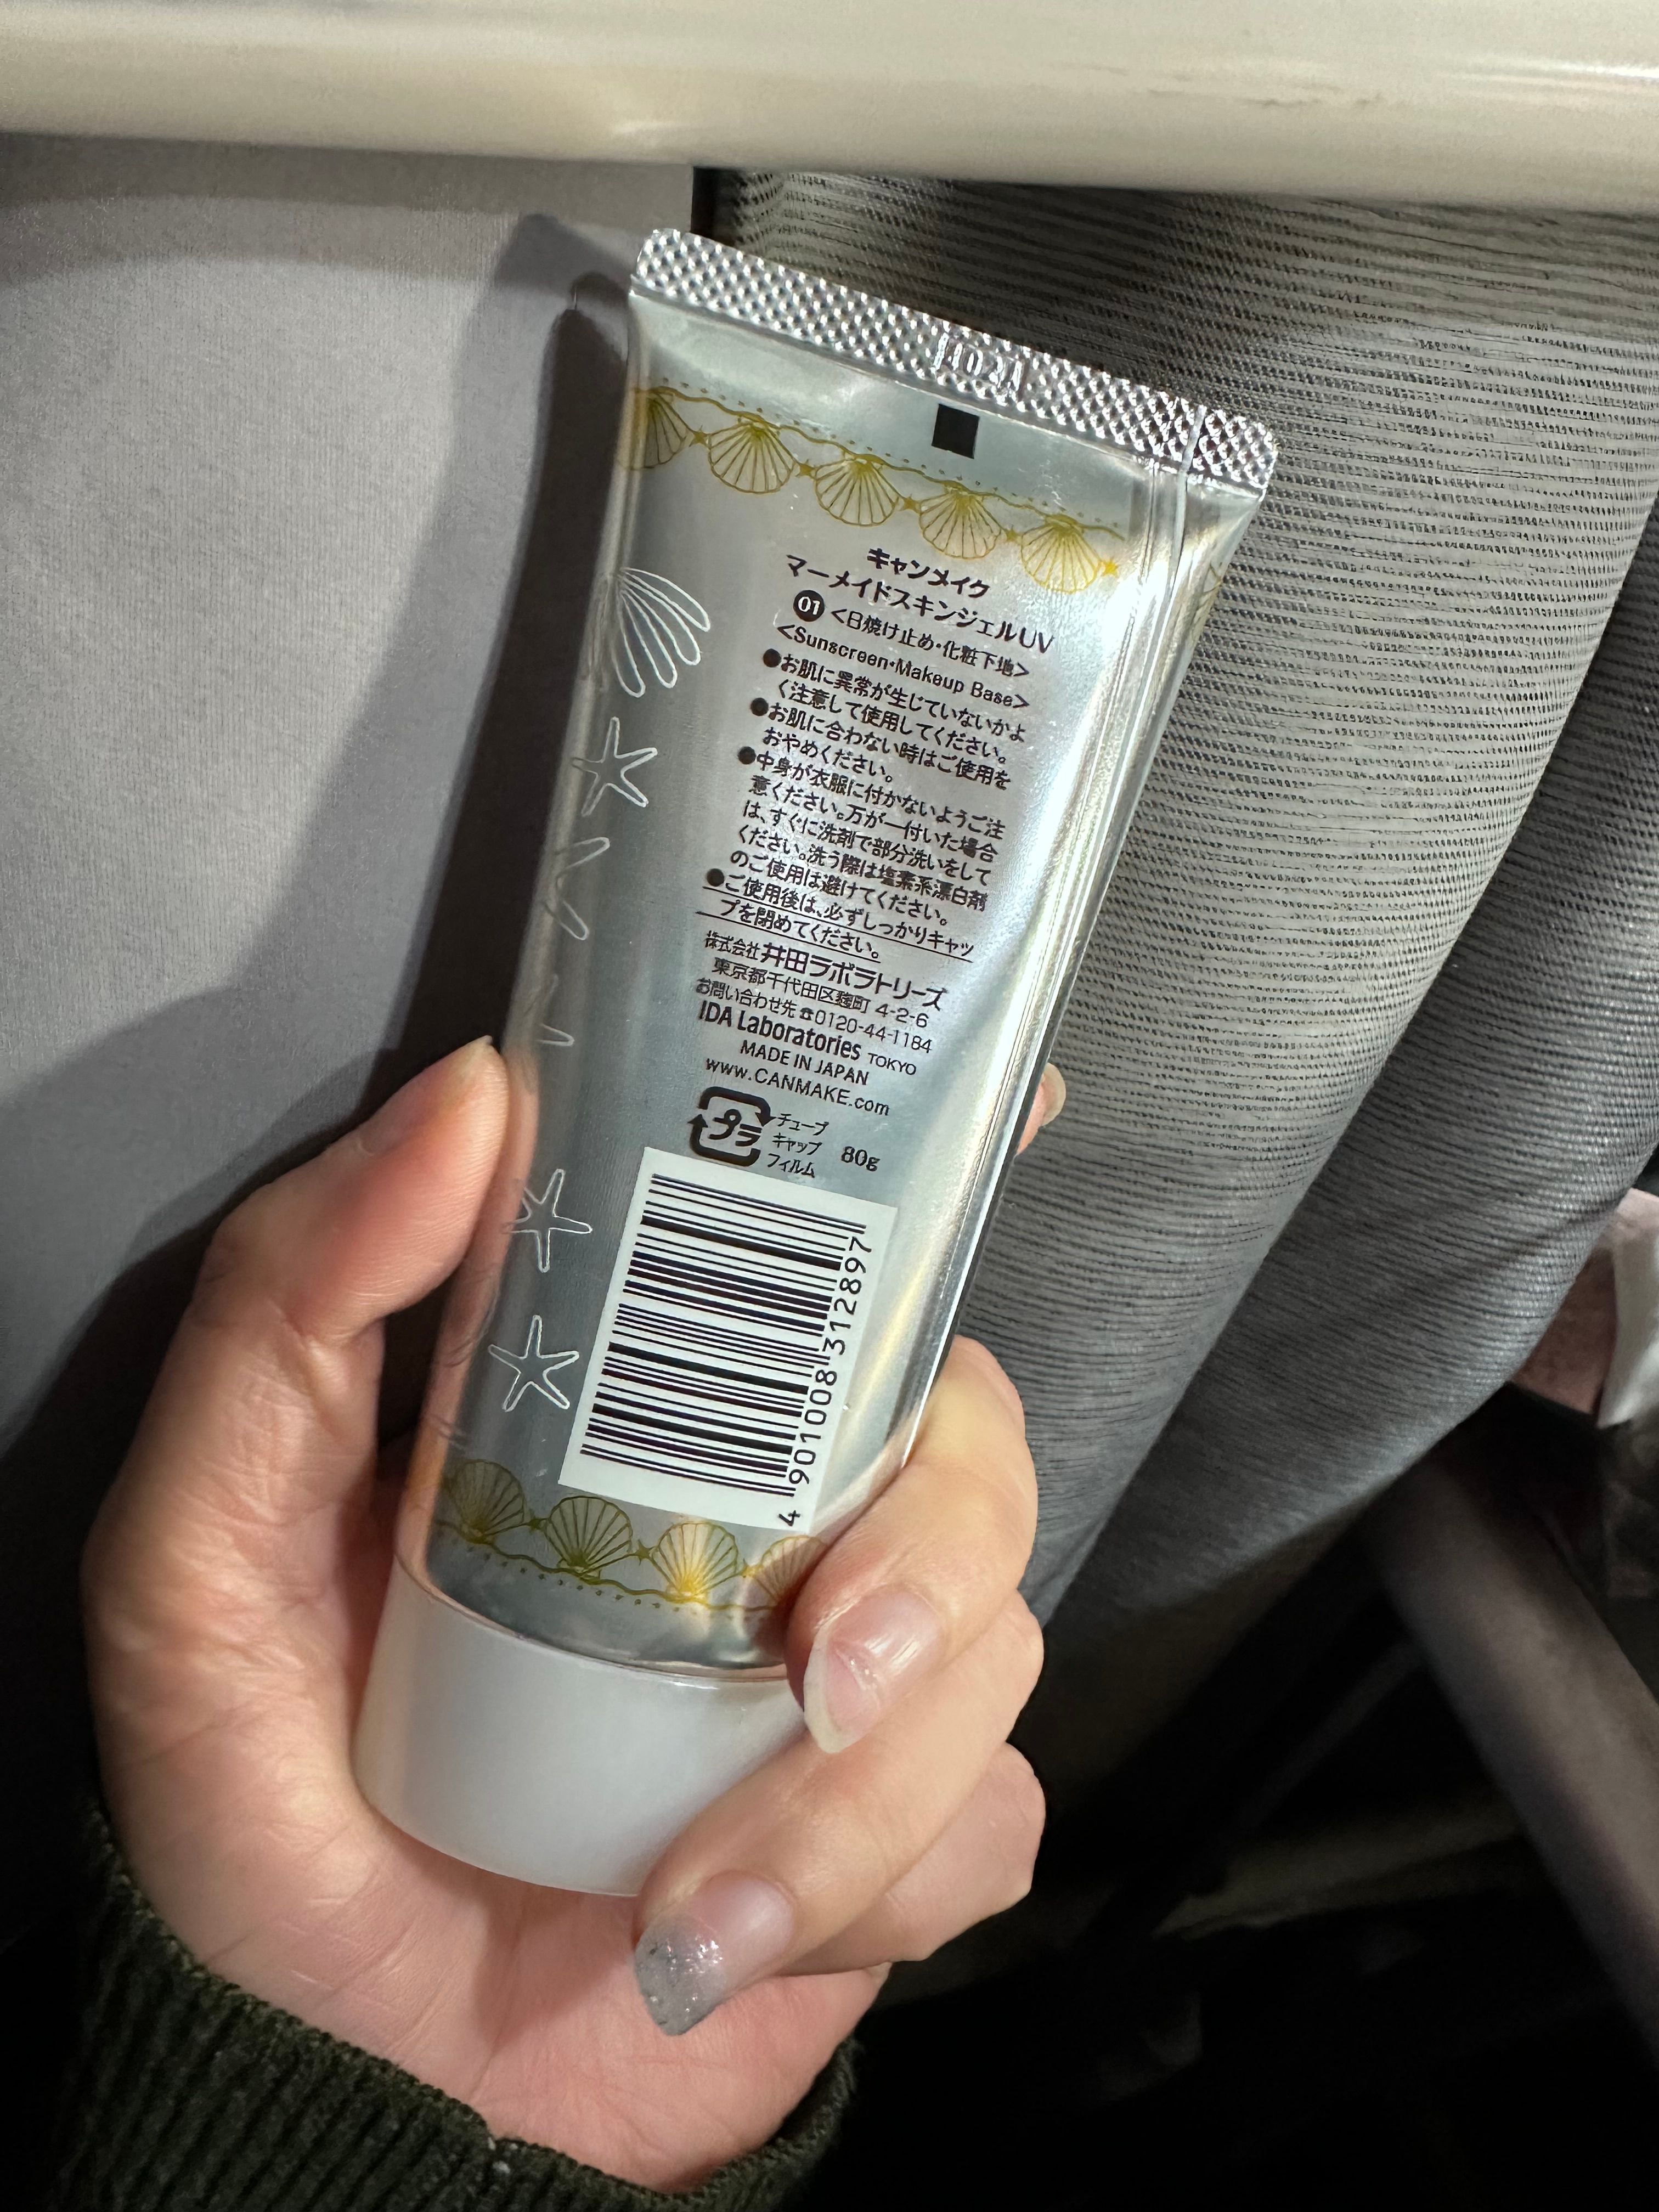 キャンメイク
マーメイドスキンジェルUV
01 <日焼け止め・化粧下地>
<Sunscreen・Makeup Base>
●お肌に異常が生じていないかよ
く注意して使用してください。
●お肌に合わない時はご使用を
おやめください。
●中身が衣服に付かないようご注
意ください。万が一付いた場合
は、すぐに洗剤で部分洗いをして
ください。洗う際は塩素系漂白剤
のご使用は避けてください。
●ご使用後は、必ずしっかりキャッ
プを閉めてください。
株式会社 井田ラボラトリーズ
東京都千代田区麹町 4-2-6
お問い合わせ先☎0120-44-1184
IDA Laboratories TOKYO
MADE IN JAPAN
www.CANMAKE.com
プラ
チューブ
キャップ
フィルム
80g
4 901008 312897